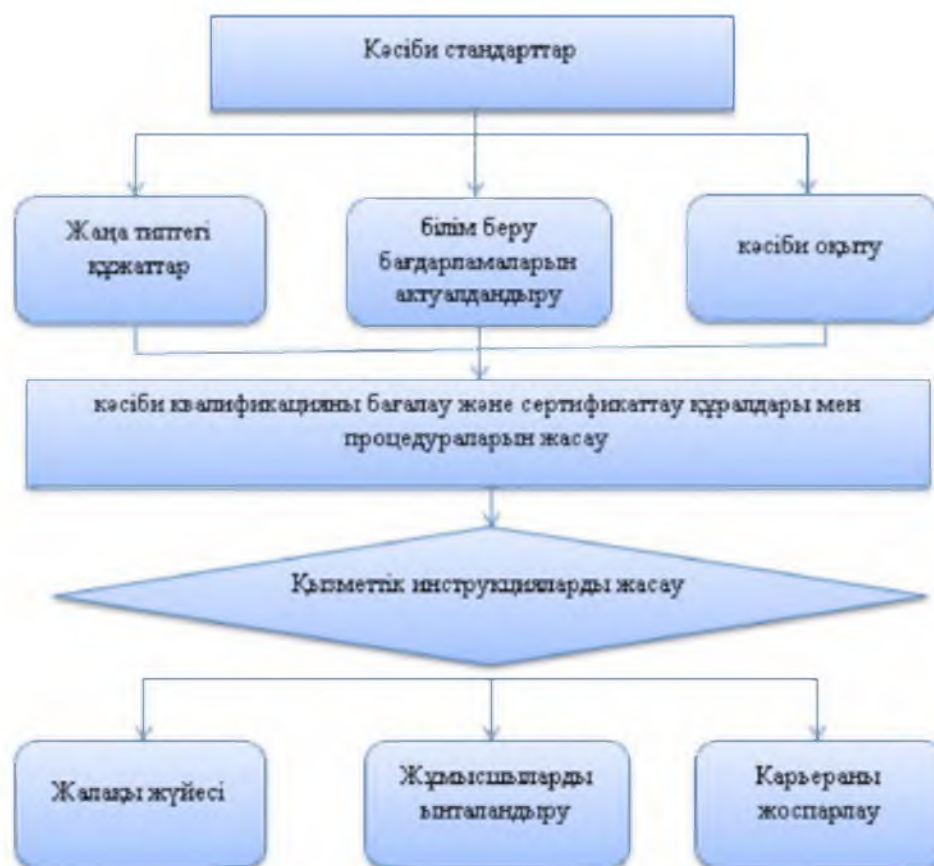 Кәсіби стандарттар
Жаңа типтегі
құжаттар
білім беру
бағдарламаларын
актуалдандыру
кәсіби оқыту
кәсіби квалификацияны бағалау және сертификаттау құралдары мен
процедураларын жасау
Қызметтік инструкцияларды жасау
Жалақы жүйесі
Жұмысшыларды
ынталандыру
Карьераны
жоспарлау